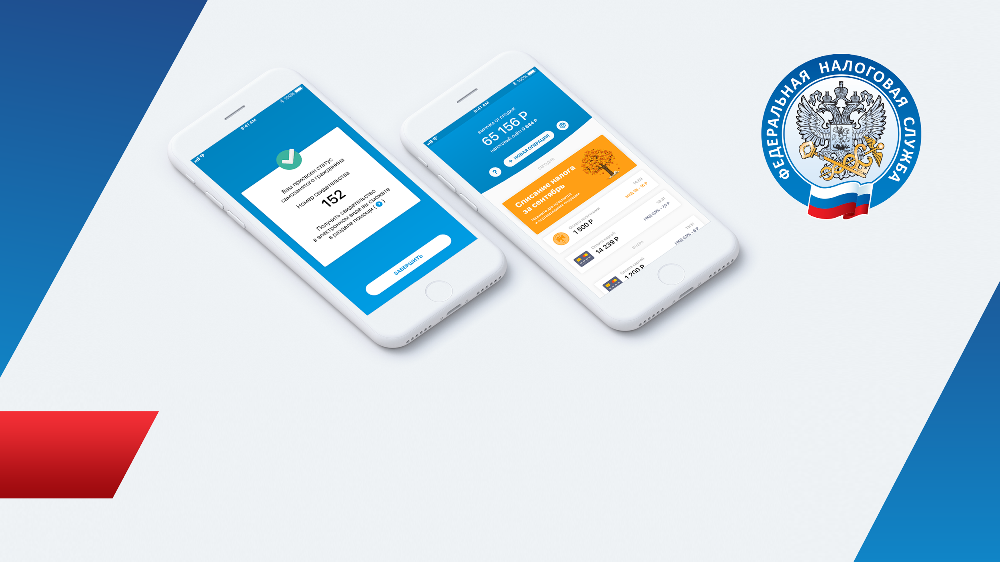 100%
9:41 AM
Вам присвоен статус
самозанятого гражданина
Номер свидетельства
152
Получить свидетельство
в электронном виде вы сможете
в разделе помощи ( ? )
ЗАВЕРШИТЬ
100%
9:41 AM
ВЫРУЧКА ОТ ПРОДАЖ
65 156 Р
налоговый счёт: 9 884 Р
? + НОВАЯ ОПЕРАЦИЯ
СЕГОДНЯ
Списание налога
за сентябрь
Нажмите для просмотра
и подтверждения операции
Оплата наличными 14:59
1 500 Р НКД 1% - 15 Р
Оплата картой 13:31
14 239 Р НКД 0,5% - 7,5 Р
ВЧЕРА
Оплата картой 13:31
1 200 Р НКД 0,5% - 6 Р
ФЕДЕРАЛЬНАЯ НАЛОГОВАЯ СЛУЖБА